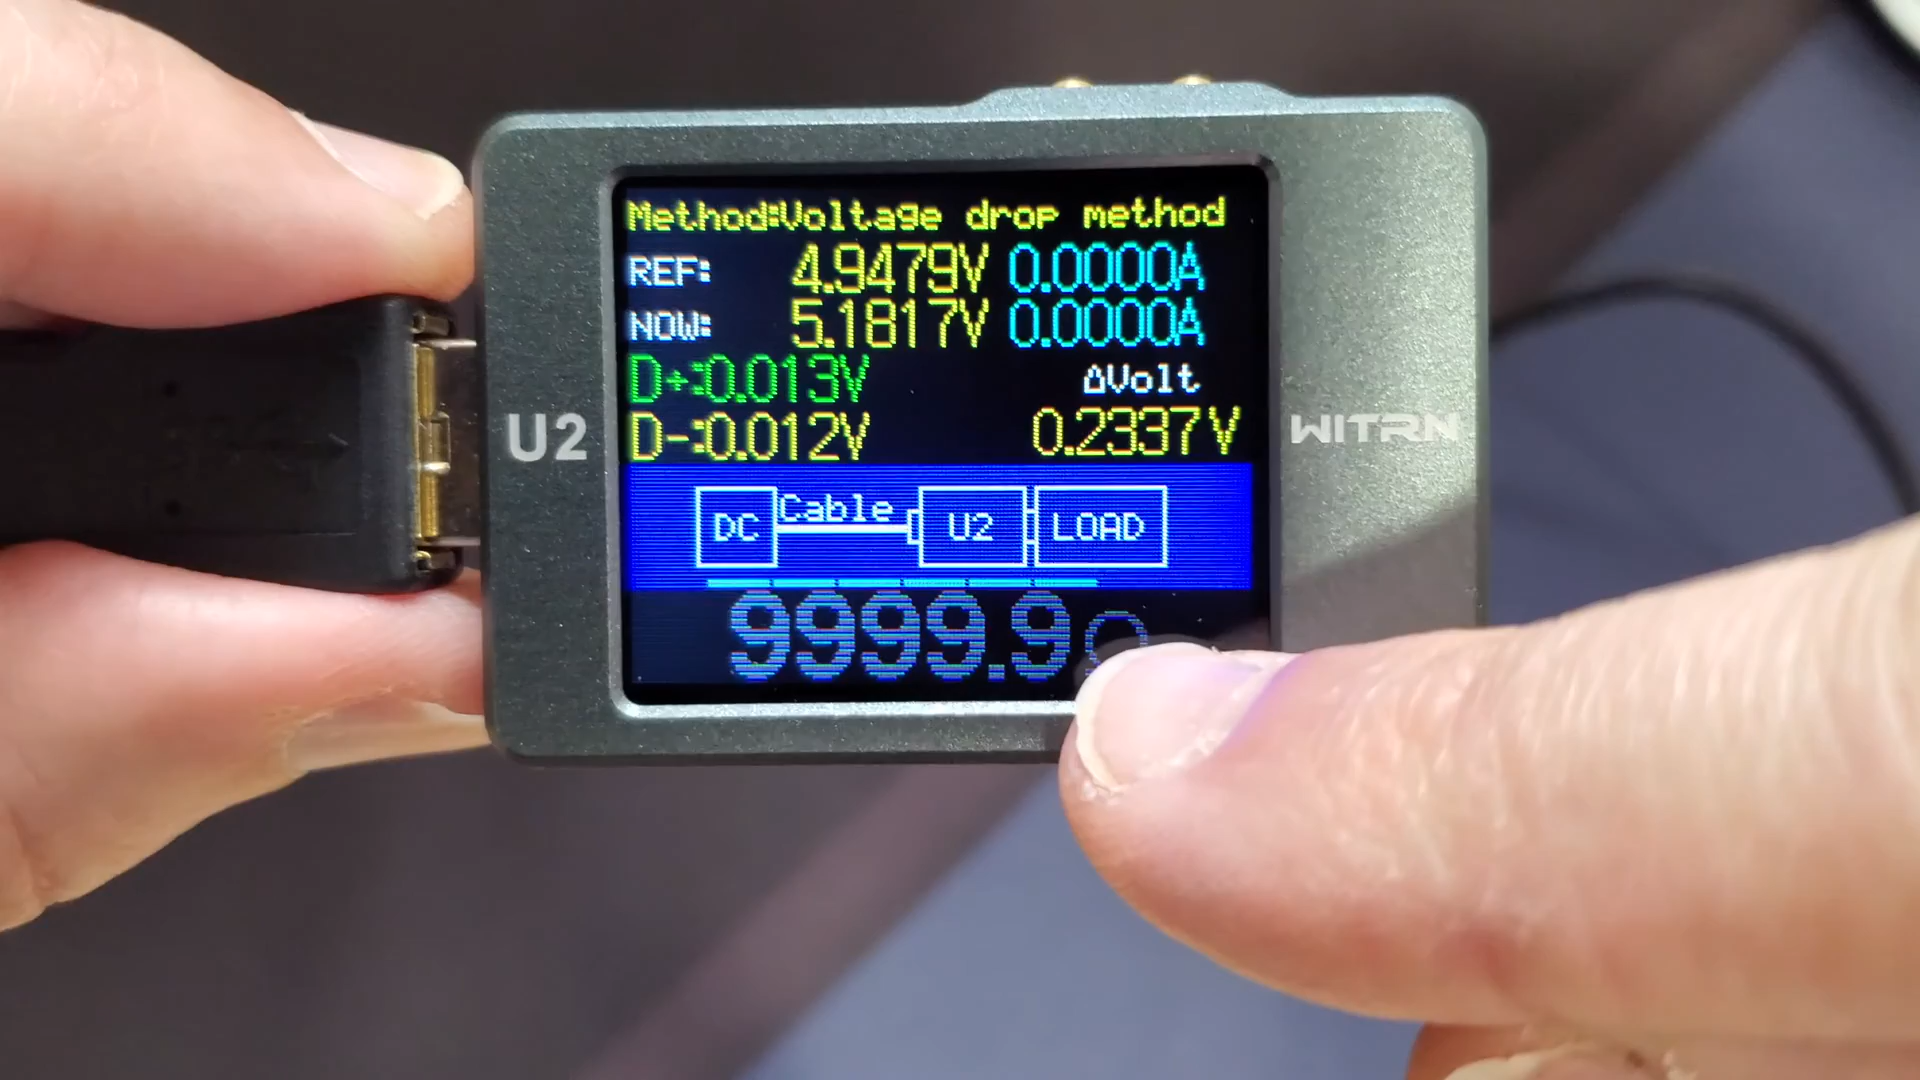 Method:Voltage drop method
REF: 4.9479V 0.0000A
NOW: 5.1817V 0.0000A
D+:0.013V ΔVolt
D-:0.012V 0.2337V
U2
WITRN
DC Cable U2 LOAD
9999.9Ω